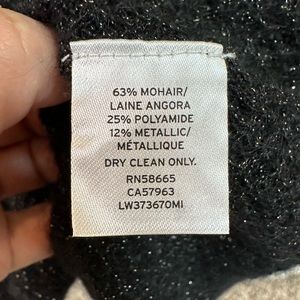 63% MOHAIR/
LAINE ANGORA
25% POLYAMIDE
12% METALLIC/
MÉTALLIQUE
DRY CLEAN ONLY.
RN58665
CA57963
LW373670MI